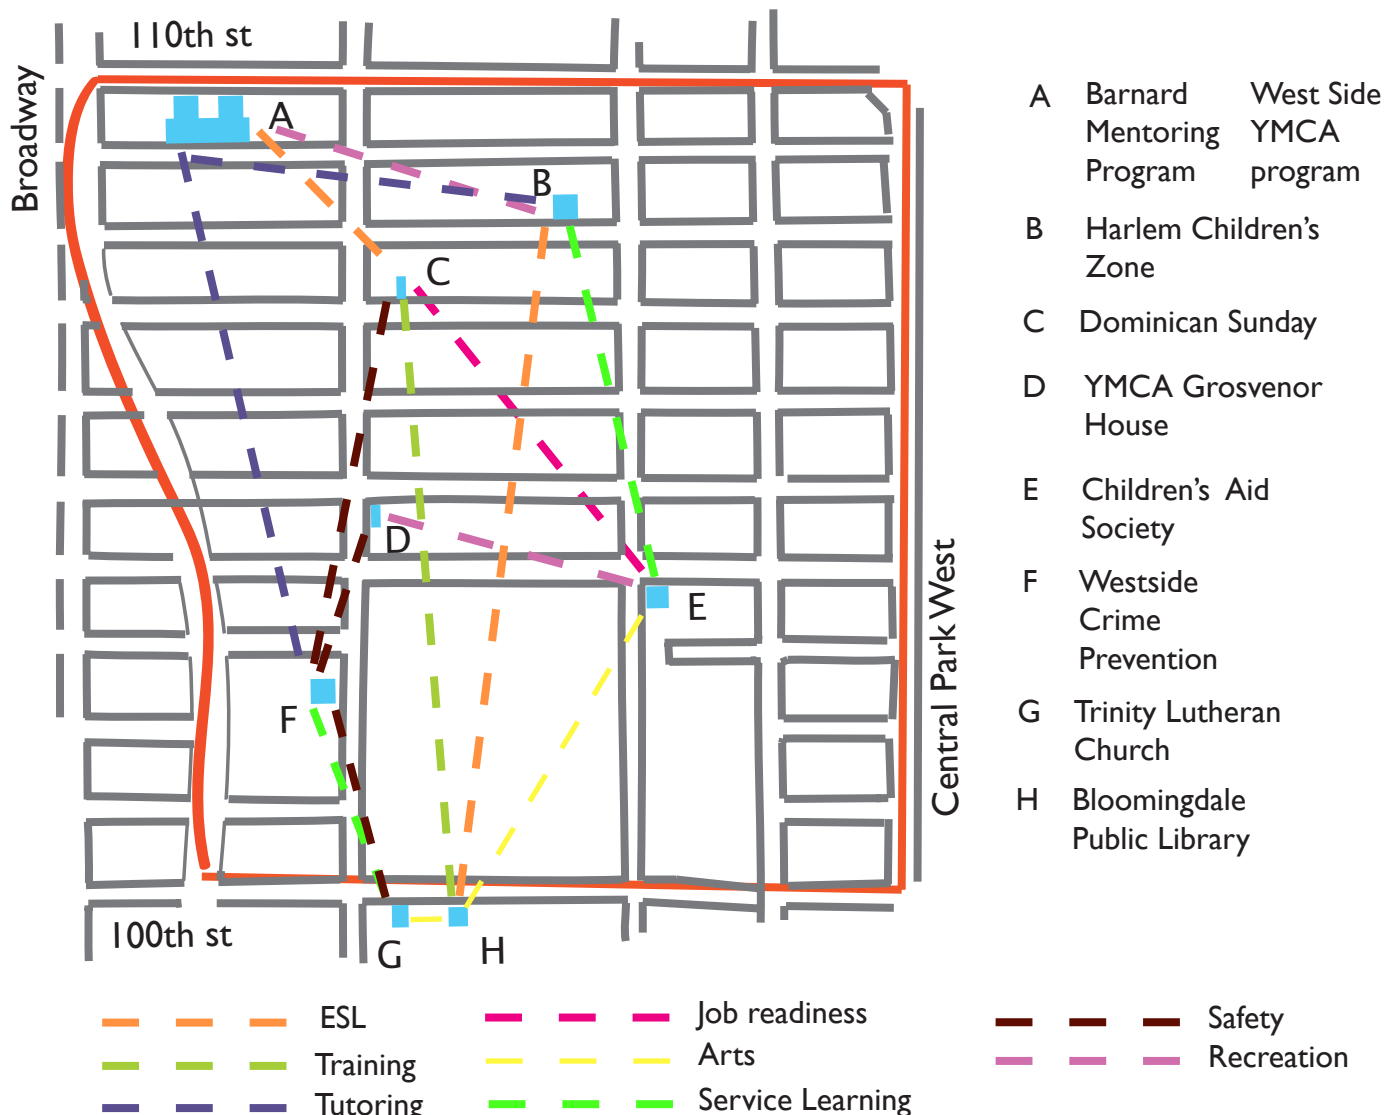 110th st
Broadway
A
B
C
D
E
F
G
H
100th st
Central Park West
A Barnard Mentoring Program
West Side YMCA program
B Harlem Children's
Zone
C Dominican Sunday
D YMCA Grosvenor
House
E Children's Aid
Society
F Westside
Crime
Prevention
G Trinity Lutheran
Church
H Bloomingdale
Public Library
ESL
Training
Tutoring
Job readiness
Arts
Service Learning
Safety
Recreation